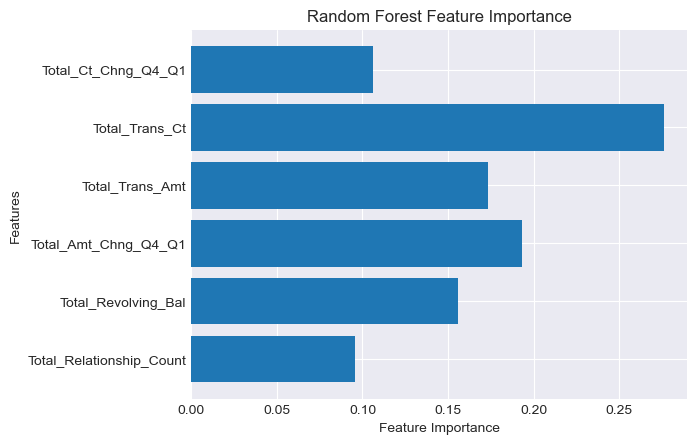 Random Forest Feature Importance
Features
Total_Ct_Chng_Q4_Q1
Total_Trans_Ct
Total_Trans_Amt
Total_Amt_Chng_Q4_Q1
Total_Revolving_Bal
Total_Relationship_Count
0.00 0.05 0.10 0.15 0.20 0.25
Feature Importance